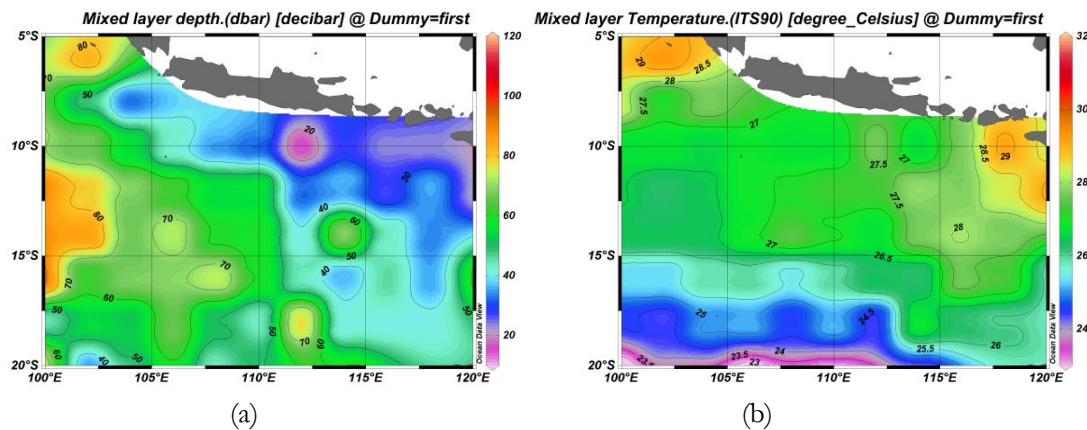 Mixed layer depth.(dbar) [decibar] @ Dummy=first
5°S
10°S
15°S
20°S
100°E
105°E
110°E
115°E
120°E
80
70
50
20
30
40
60
80
70
50
40
70
70
60
50
50
70
60
60
40
50
50
120
100
80
60
40
20
Ocean Data View
(a)
Mixed layer Temperature.(ITS90) [degree_Celsius] @ Dummy=first
5°S
10°S
15°S
20°S
100°E
105°E
110°E
115°E
120°E
29
28.5
28
27.5
27
27.5
27
28.5
29
27.5
28
27
26.5
25
24.5
26
25.5
24
23.5
23
23.5
32
30
28
26
24
Ocean Data View
(b)